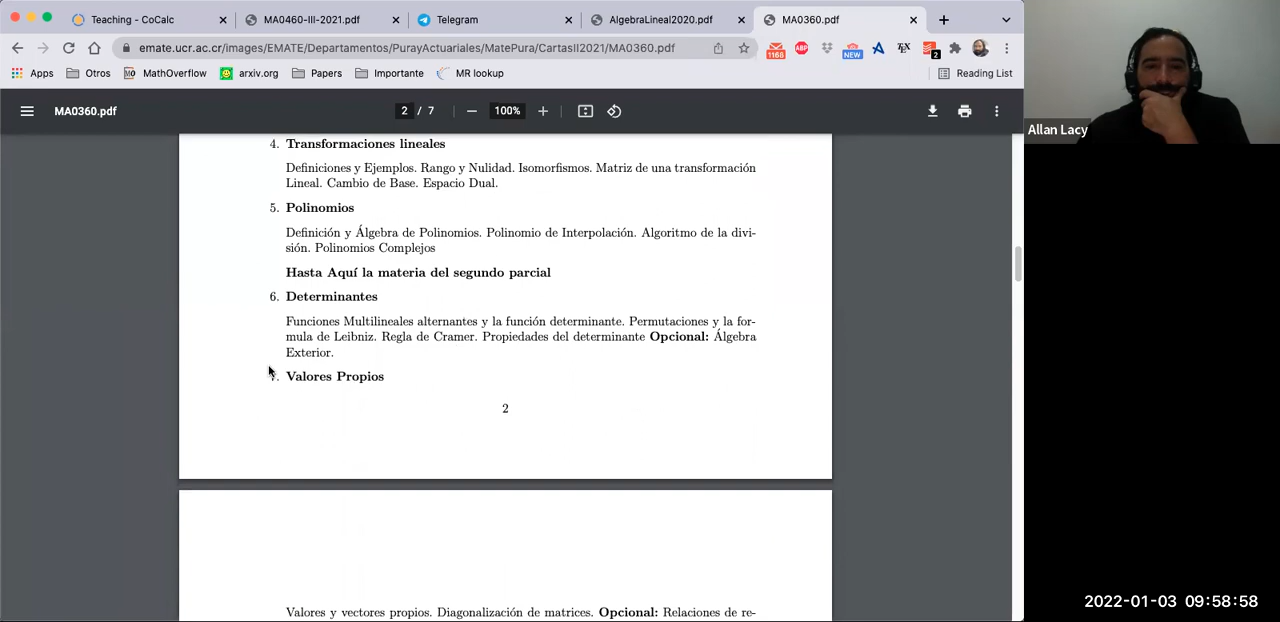 Teaching - CoCalc
MA0460-III-2021.pdf
Telegram
AlgebraLineal2020.pdf
MA0360.pdf
emate.ucr.ac.cr/images/EMATE/Departamentos/PurayActuariales/MatePura/CartasII2021/MA0360.pdf
1168
ABP
NEW
2
Apps
Otros
MathOverflow
arxiv.org
Papers
Importante
MR lookup
Reading List
MA0360.pdf
2 / 7
100%
4. Transformaciones lineales
Definiciones y Ejemplos. Rango y Nulidad. Isomorfismos. Matriz de una transformación
Lineal. Cambio de Base. Espacio Dual.
5. Polinomios
Definición y Álgebra de Polinomios. Polinomio de Interpolación. Algoritmo de la divi-
sión. Polinomios Complejos
Hasta Aquí la materia del segundo parcial
6. Determinantes
Funciones Multilineales alternantes y la función determinante. Permutaciones y la for-
mula de Leibniz. Regla de Cramer. Propiedades del determinante Opcional: Álgebra
Exterior.
7. Valores Propios
2
Valores y vectores propios. Diagonalización de matrices. Opcional: Relaciones de re-
Allan Lacy
2022-01-03 09:58:58